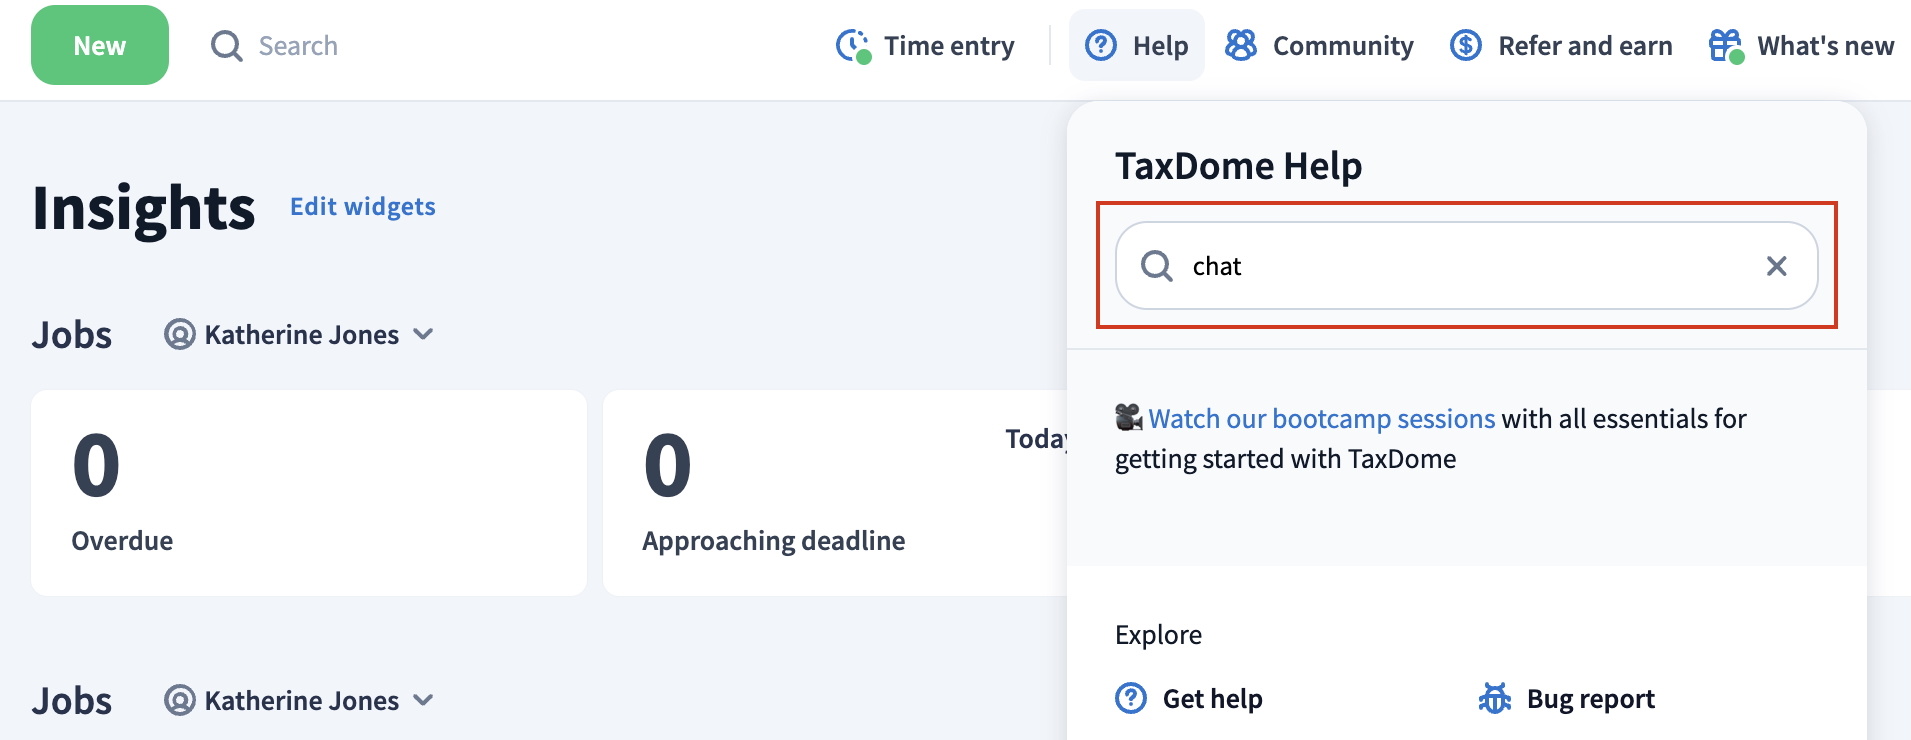 New
Search
Time entry
Help
Community
Refer and earn
What's new
Insights
Edit widgets
TaxDome Help
chat
Jobs
Katherine Jones
0
Overdue
0
Approaching deadline
Today
Watch our bootcamp sessions with all essentials for
getting started with TaxDome
Explore
Get help
Bug report
Jobs
Katherine Jones